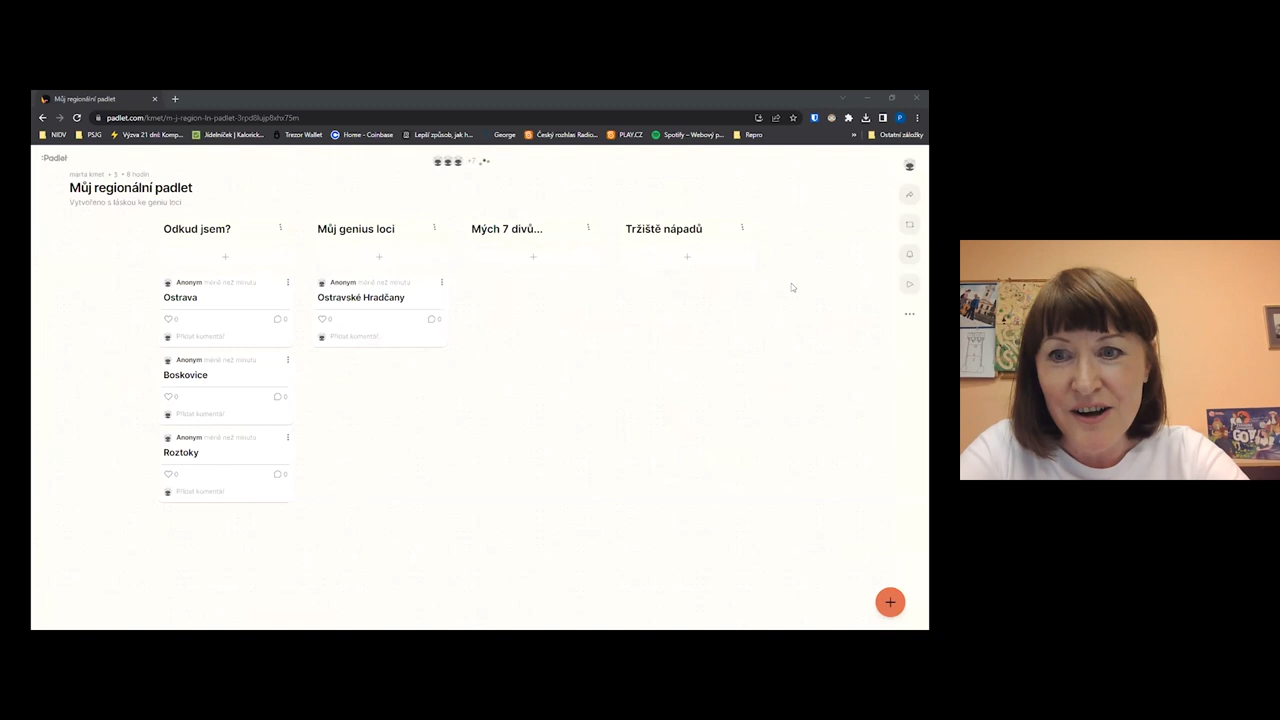 Můj regionální padlet
padlet.com/kmet/m-j-region-ln-padlet-3rpd8lujp8xhx75m
NIDV
PSJG
Výzva 21 dní: Komp...
Jídelníček | Kalorick...
Trezor Wallet
Home - Coinbase
Lepší způsob, jak h...
George
Český rozhlas Radio...
PLAY.CZ
Spotify – Webový p...
Repro
»
Ostatní záložky
:Padlet
+7
marta kmet • 3 • 8 hodin
Můj regionální padlet
Vytvořeno s láskou ke geniu loci ...
Odkud jsem?
Můj genius loci
Mých 7 divů...
Tržiště nápadů
Anonym méně než minutu
Ostrava
0
0
Přidat komentář
Anonym méně než minutu
Boskovice
0
0
Přidat komentář
Anonym méně než minutu
Roztoky
0
0
Přidat komentář
Anonym méně než minutu
Ostravské Hradčany
0
0
Přidat komentář
GO!